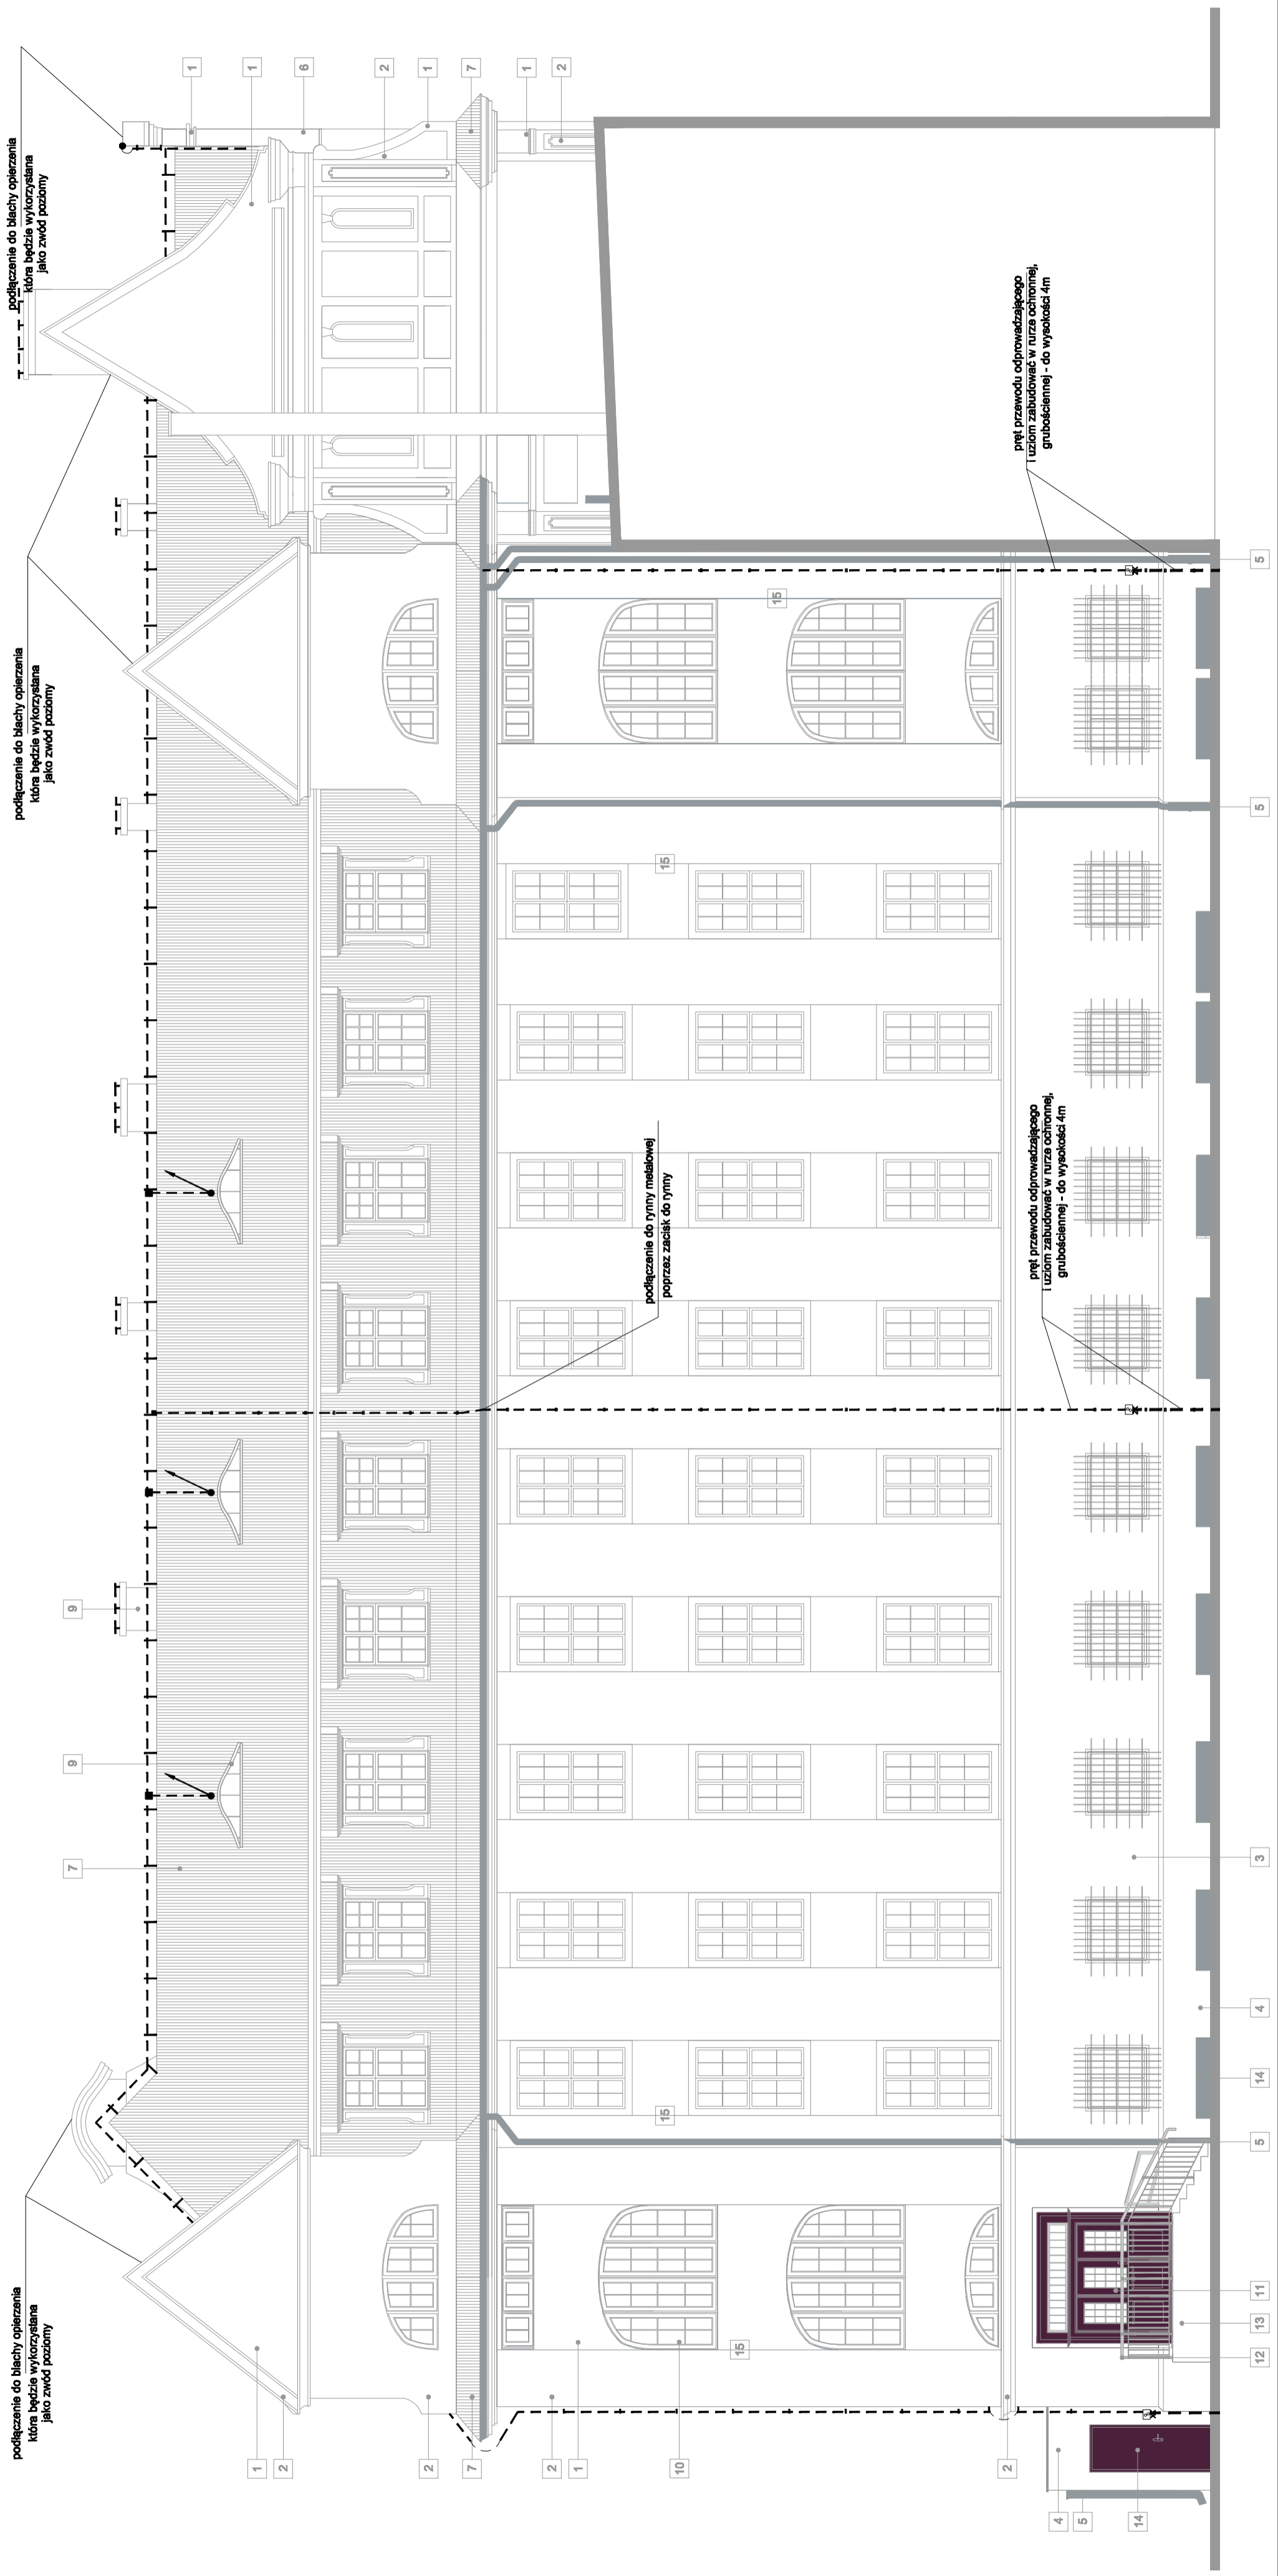 podłączenie do blachy opierzenia
która będzie wykorzystana
jako zwód poziomy
podłączenie do blachy opierzenia
która będzie wykorzystana
jako zwód poziomy
podłączenie do blachy opierzenia
która będzie wykorzystana
jako zwód poziomy
7
9
9
1
1
6
2
1
7
1
2
1
2
2
7
2
1
10
2
15
15
15
15
podłączenie do rynny metalowej
poprzez zacisk do rynny
pręt przewodu odprowadzającego
i uziom zabudować w rurze ochronnej,
grubościennej - do wysokości 4m
pręt przewodu odprowadzającego
i uziom zabudować w rurze ochronnej,
grubościennej - do wysokości 4m
4
5
14
12
13
11
5
14
4
3
5
5